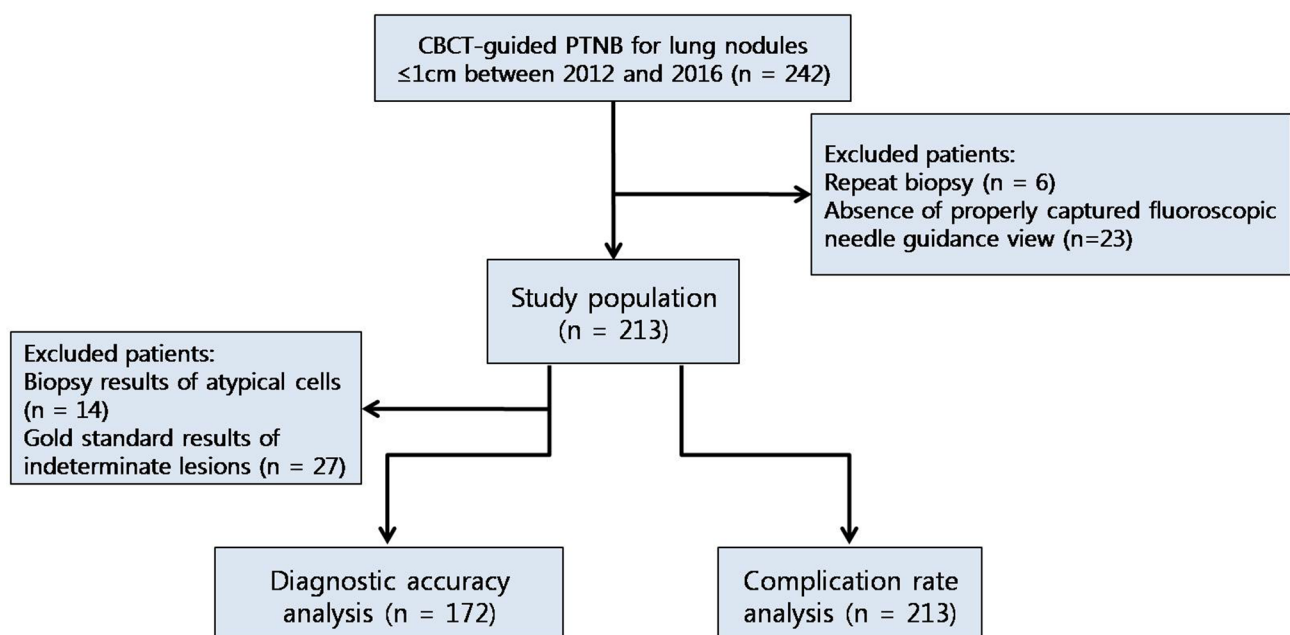 CBCT-guided PTNB for lung nodules
≤1cm between 2012 and 2016 (n = 242)
Excluded patients:
Repeat biopsy (n = 6)
Absence of properly captured fluoroscopic
needle guidance view (n=23)
Study population
(n = 213)
Excluded patients:
Biopsy results of atypical cells
(n = 14)
Gold standard results of
indeterminate lesions (n = 27)
Diagnostic accuracy
analysis (n = 172)
Complication rate
analysis (n = 213)